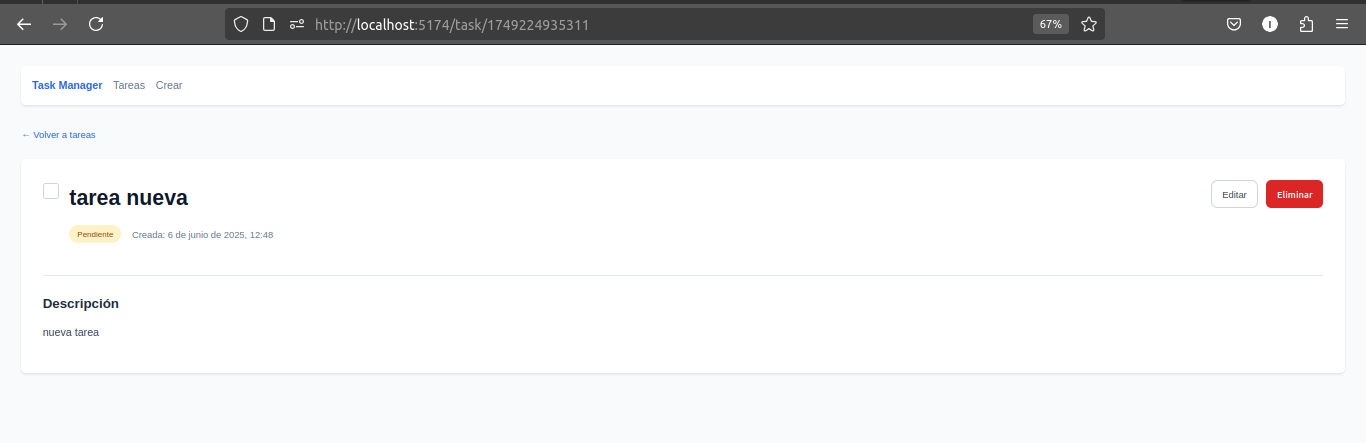 http://localhost:5174/task/1749224935311 67%
Task Manager Tareas Crear
← Volver a tareas
tarea nueva Editar Eliminar
Pendiente Creada: 6 de junio de 2025, 12:48
Descripción
nueva tarea